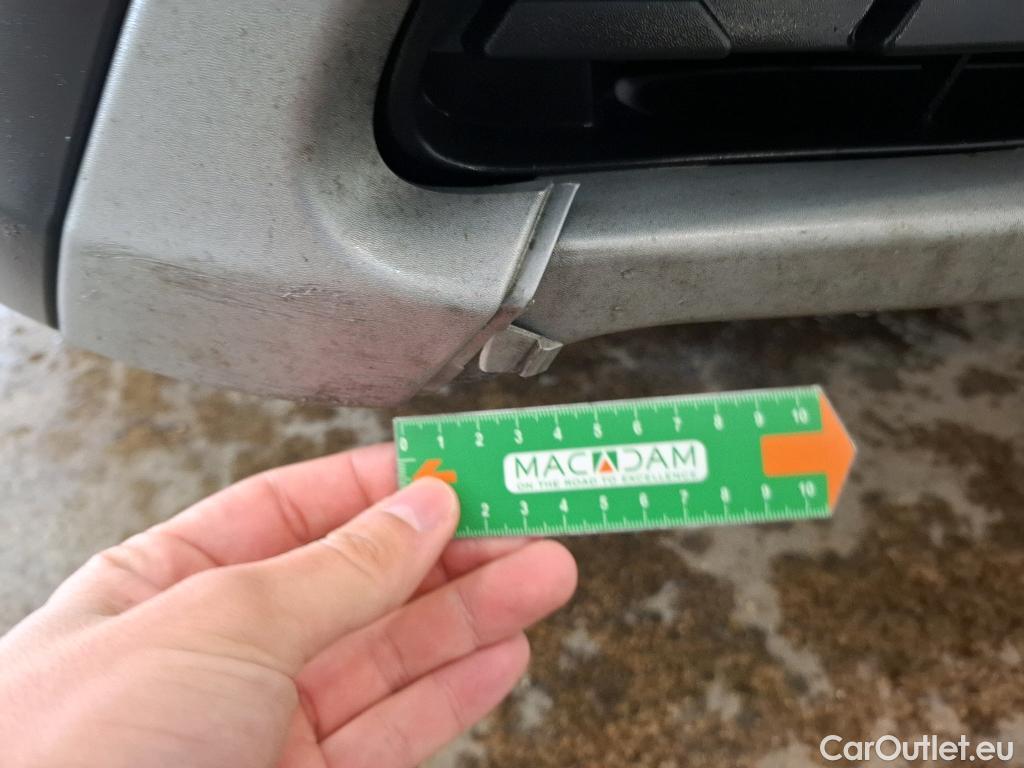 0 1 2 3 4 5 6 7 8 9 10
MACADAM
ON THE ROAD TO EXCELLENCE
2 3 4 5 6 7 8 9 10
CarOutlet.eu